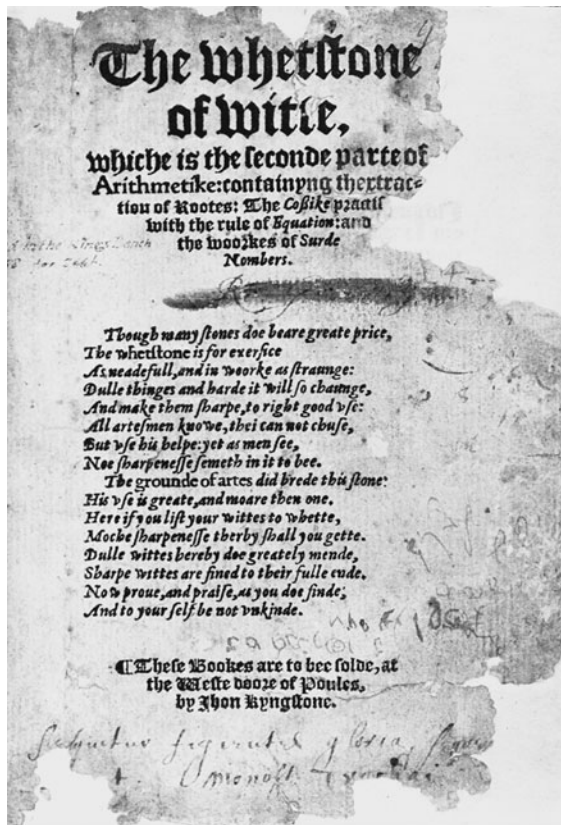 The whetstone
of witte,
whiche is the seconde parte of
Arithmetike: containyng thextrac-
tion of Rootes: The Coßike practise
with the rule of Equation: and
the woorkes of Surde
Nombers.
Though many stones doe beare greate price,
The whetstone is for exersice
As neadefull, and in woorke as straunge:
Dulle thinges and harde it will so chaunge,
And make them sharpe, to right good vse:
All artesmen knowe, thei can not chuse,
But vse his helpe: yet as men see,
Noe sharpenesse semeth in it to bee.
The grounde of artes did brede this stone:
His vse is greate, and moare then one.
Here if you list your wittes to whette,
Moche sharpenesse therby shall you gette.
Dulle wittes hereby doe greately mende,
Sharpe wittes are fined to their fulle ende.
Now proue, and praise, as you doe finde,
And to your self be not vnkinde.
¶These Bookes are to bee solde, at
the Weste doore of Poules,
by Jhon Kyngstone.
gloria